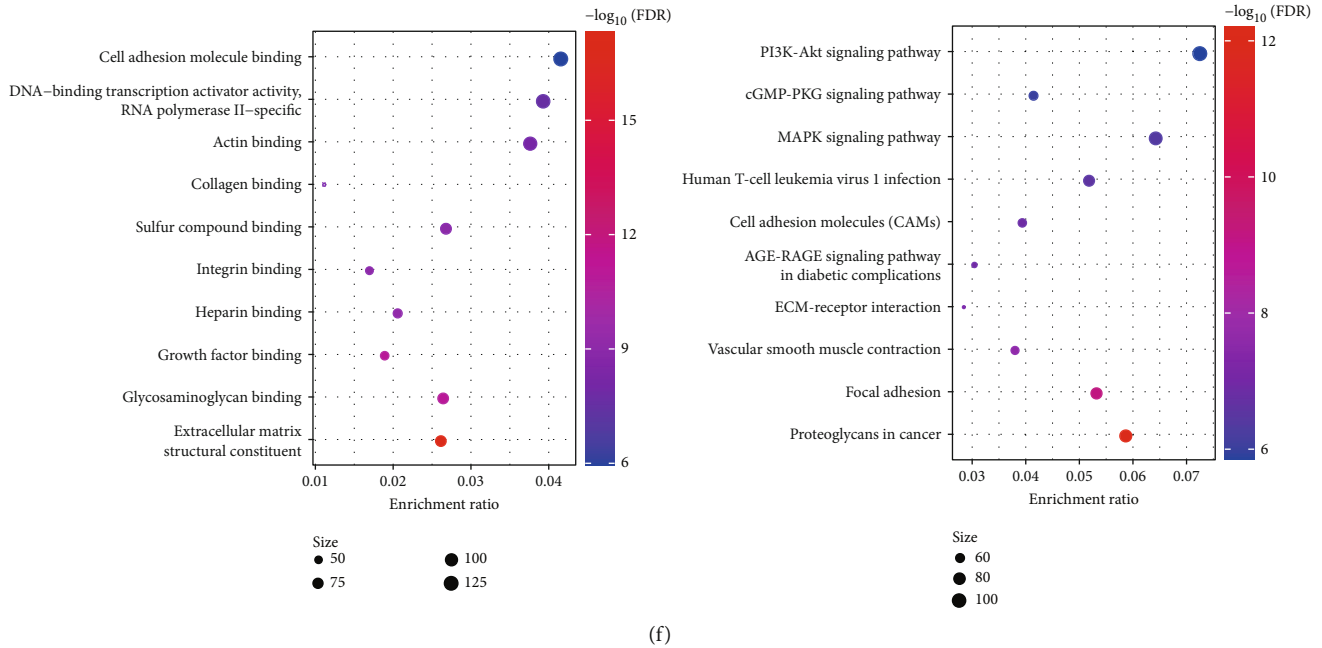 −log10 (FDR)
Cell adhesion molecule binding
DNA−binding transcription activator activity,
RNA polymerase II−specific
Actin binding
Collagen binding
Sulfur compound binding
Integrin binding
Heparin binding
Growth factor binding
Glycosaminoglycan binding
Extracellular matrix
structural constituent
15
12
9
6
0.01 0.02 0.03 0.04
Enrichment ratio
Size
50 100
75 125
−log10 (FDR)
PI3K-Akt signaling pathway
cGMP-PKG signaling pathway
MAPK signaling pathway
Human T-cell leukemia virus 1 infection
Cell adhesion molecules (CAMs)
AGE-RAGE signaling pathway
in diabetic complications
ECM-receptor interaction
Vascular smooth muscle contraction
Focal adhesion
Proteoglycans in cancer
12
10
8
6
0.03 0.04 0.05 0.06 0.07
Enrichment ratio
Size
60
80
100
(f)